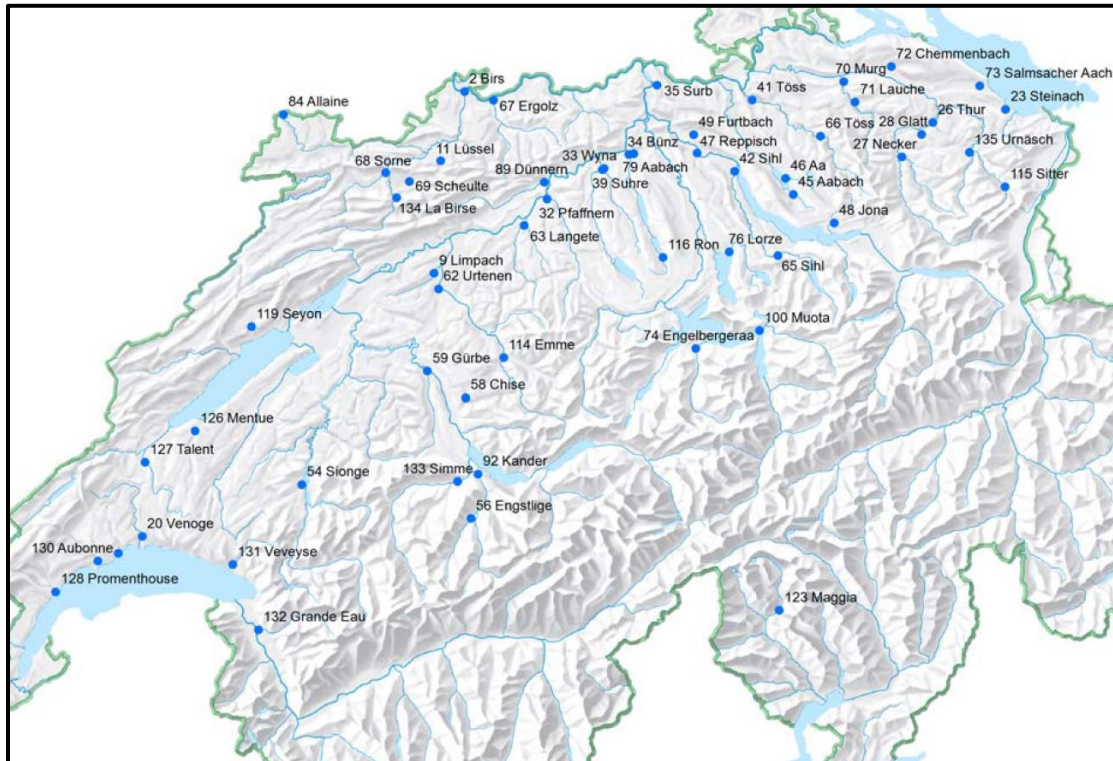 72 Chemmenbach
70 Murg
73 Salmsacher Aach
2 Birs
35 Surb
41 Töss
67 Ergolz
71 Lauche
23 Steinach
84 Allaine
26 Thur
28 Glatt
66 Töss
49 Furtbach
135 Urnäsch
27 Necker
34 Bünz
47 Reppisch
11 Lüssel
33 Wyna
68 Sorne
42 Sihl
79 Aabach
46 Aa
89 Dünnern
39 Suhre
69 Scheulte
45 Aabach
115 Sitter
134 La Birse
32 Pfaffnern
48 Jona
63 Langete
116 Ron
76 Lorze
65 Sihl
9 Limpach
62 Urtenen
119 Seyon
100 Muota
74 Engelbergeraa
114 Emme
59 Gürbe
58 Chise
126 Mentue
127 Talent
92 Kander
133 Simme
54 Sionge
56 Engstlige
20 Venoge
130 Aubonne
131 Veveyse
128 Promenthouse
123 Maggia
132 Grande Eau